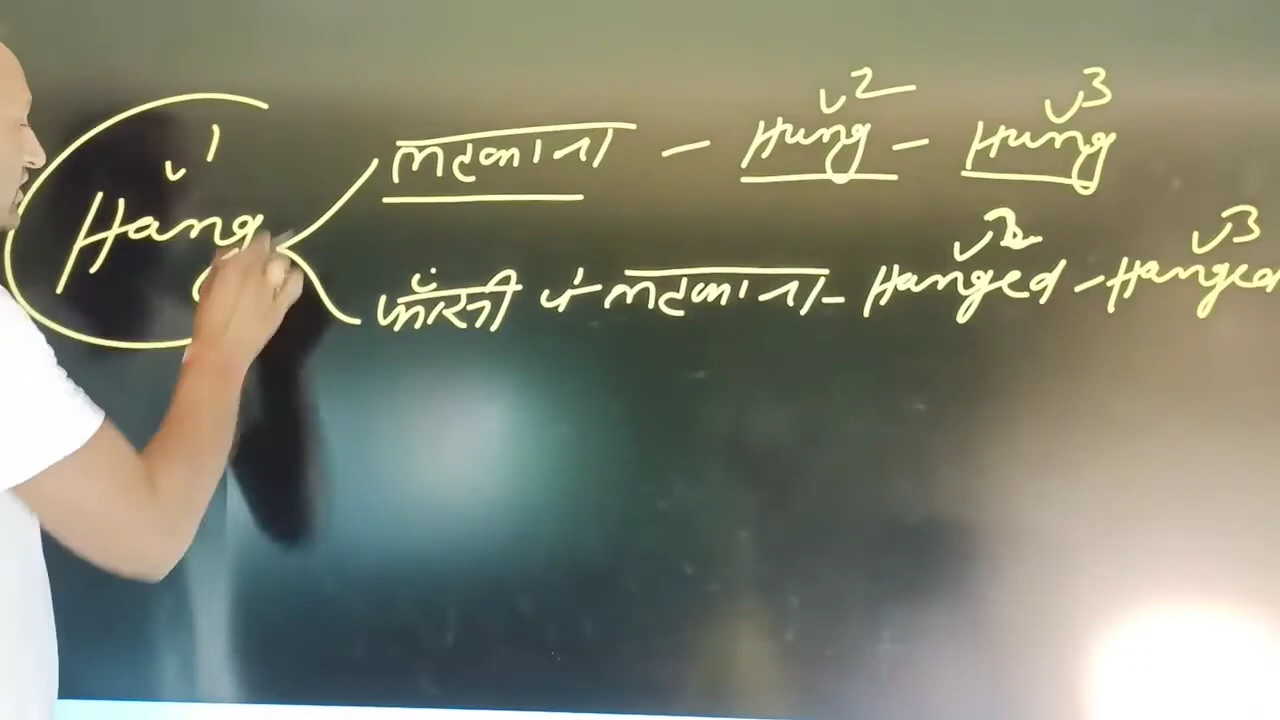 v1
Hang
लटकाना - Hung - Hung
v2 v3
फांसी पे लटकाना - Hanged - Hanged
v2 v3